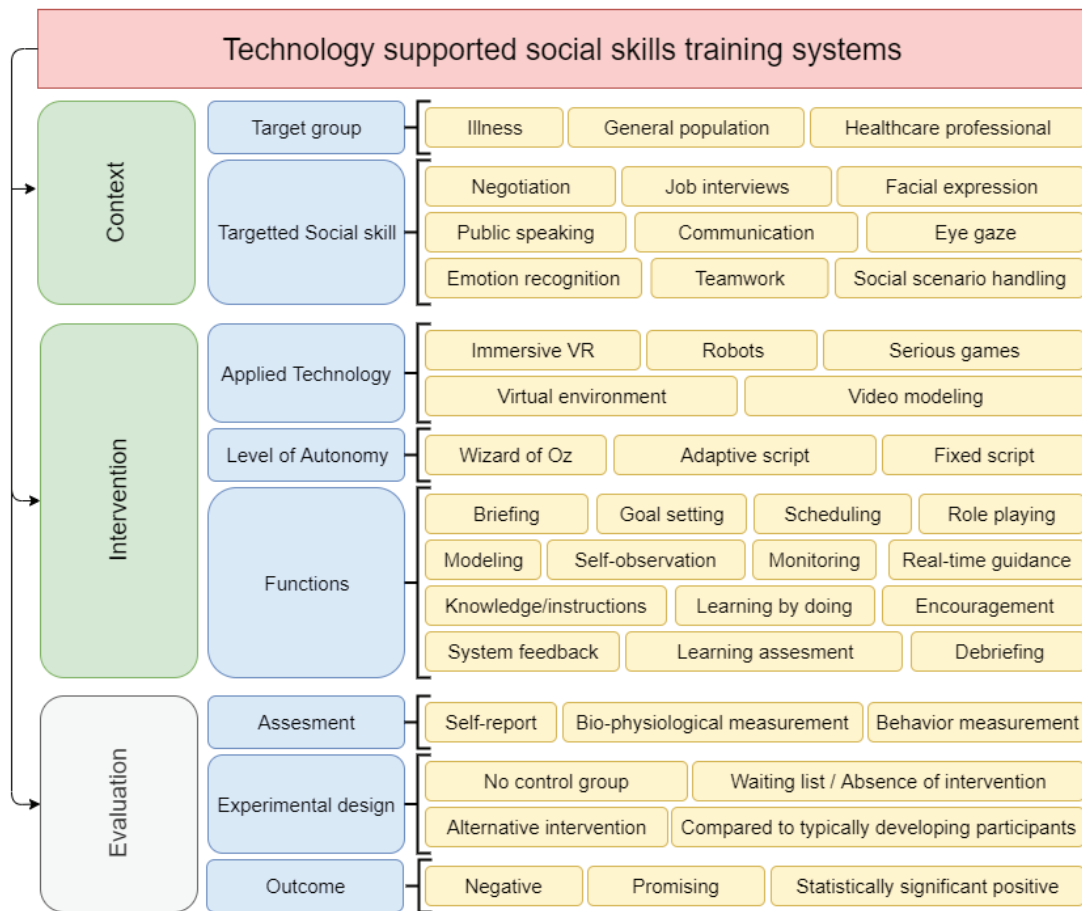 Technology supported social skills training systems
Context
Target group
Illness
General population
Healthcare professional
Targetted Social skill
Negotiation
Job interviews
Facial expression
Public speaking
Communication
Eye gaze
Emotion recognition
Teamwork
Social scenario handling
Intervention
Applied Technology
Immersive VR
Robots
Serious games
Virtual environment
Video modeling
Level of Autonomy
Wizard of Oz
Adaptive script
Fixed script
Functions
Briefing
Goal setting
Scheduling
Role playing
Modeling
Self-observation
Monitoring
Real-time guidance
Knowledge/instructions
Learning by doing
Encouragement
System feedback
Learning assesment
Debriefing
Evaluation
Assesment
Self-report
Bio-physiological measurement
Behavior measurement
Experimental design
No control group
Waiting list / Absence of intervention
Alternative intervention
Compared to typically developing participants
Outcome
Negative
Promising
Statistically significant positive